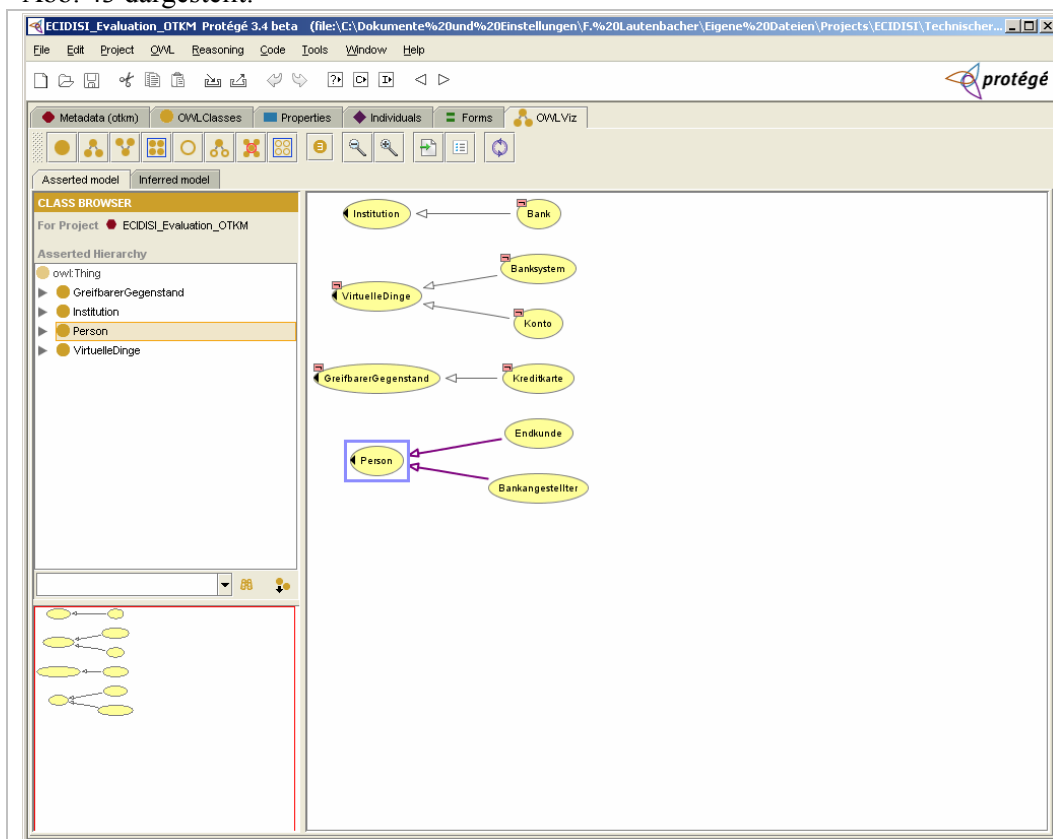 Abb. 45 dargestellt.
ECIDISI_Evaluation_OTKM Protégé 3.4 beta (file:\C:\Dokumente%20und%20Einstellungen\F.%20Lautenbacher\Eigene%20Dateien\Projects\ECIDISI\Technischer...
File Edit Project OWL Reasoning Code Tools Window Help
protégé
Metadata (otkm) OWLClasses Properties Individuals Forms OWLViz
Asserted model Inferred model
CLASS BROWSER
For Project ECIDISI_Evaluation_OTKM
Asserted Hierarchy
owl:Thing
GreifbarerGegenstand
Institution
Person
VirtuelleDinge
Institution Bank
Banksystem
VirtuelleDinge
Konto
GreifbarerGegenstand Kreditkarte
Endkunde
Person
Bankangestellter